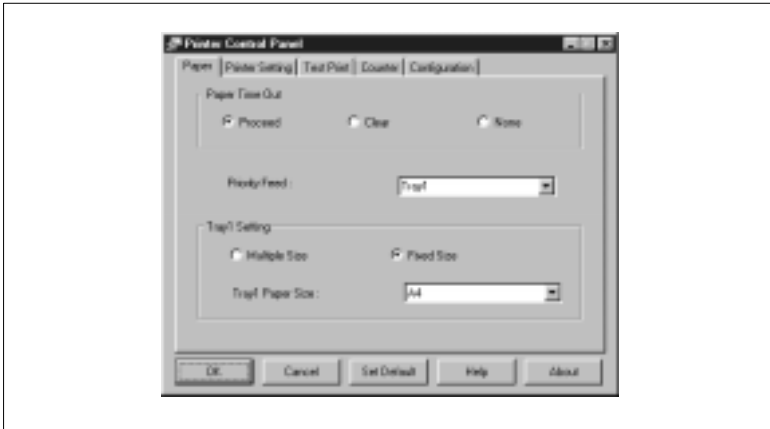 Printer Control Panel
Paper Printer Setting Test Print Counter Configuration
Paper Time Out
Proceed Clear None
Priority Feed : Tray1
Tray1 Setting
Multiple Size Fixed Size
Tray1 Paper Size : A4
OK Cancel Set Default Help About